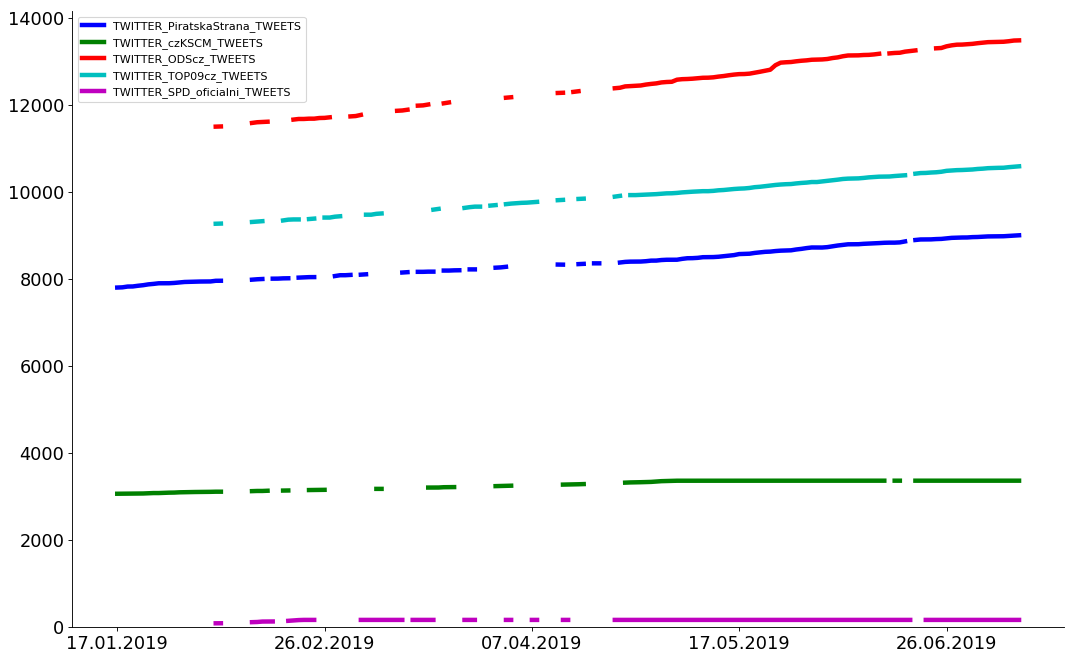 14000
12000
10000
8000
6000
4000
2000
0
TWITTER_PiratskaStrana_TWEETS
TWITTER_czKSCM_TWEETS
TWITTER_ODScz_TWEETS
TWITTER_TOP09cz_TWEETS
TWITTER_SPD_oficialni_TWEETS
17.01.2019 26.02.2019 07.04.2019 17.05.2019 26.06.2019